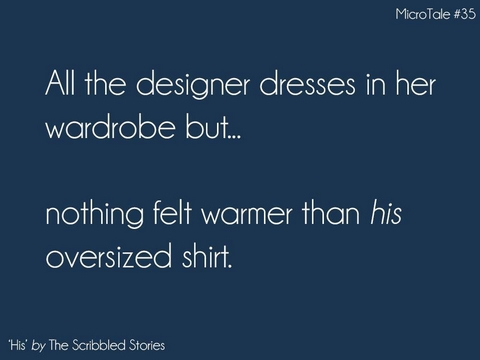 MicroTale #35
All the designer dresses in her
wardrobe but...
nothing felt warmer than his
oversized shirt.
'His' by The Scribbled Stories